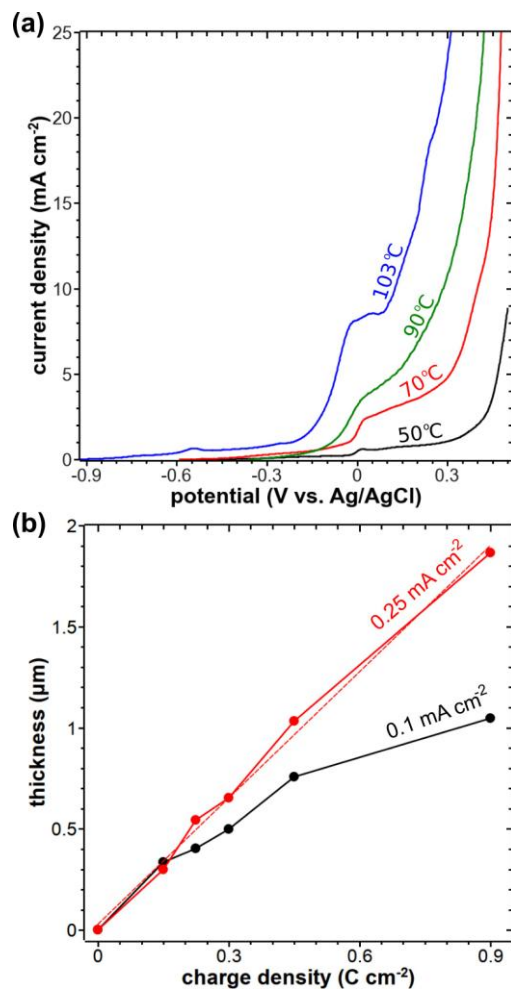 (a)
25
20
15
10
5
0
current density (mA cm⁻²)
103°C
90°C
70°C
50°C
-0.9
-0.6
-0.3
0
0.3
potential (V vs. Ag/AgCl)
(b)
2
1.5
1
0.5
0
thickness (μm)
0.25 mA cm⁻²
0.1 mA cm⁻²
0
0.3
0.6
0.9
charge density (C cm⁻²)